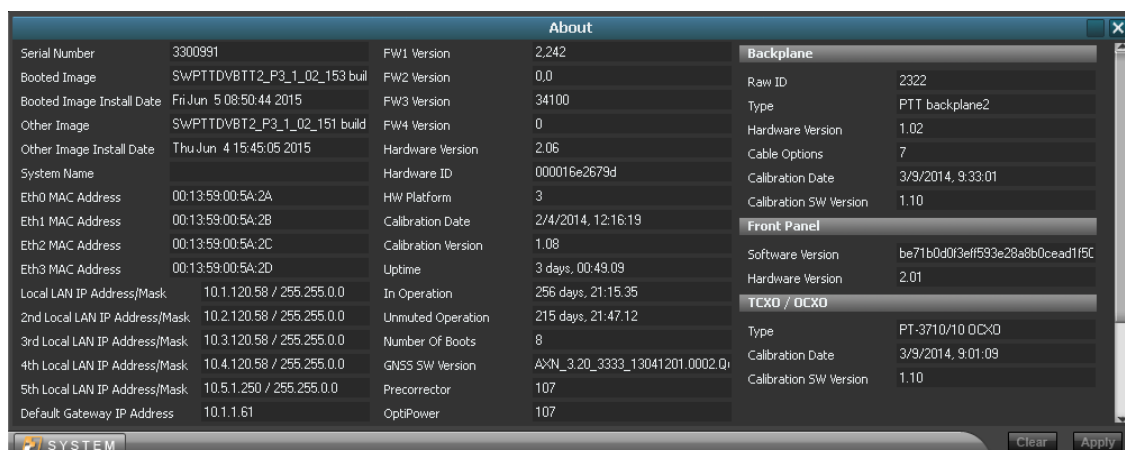 About
Serial Number 3300991
Booted Image SWPTTDVBTT2_P3_1_02_153 buil
Booted Image Install Date Fri Jun 5 08:50:44 2015
Other Image SWPTTDVBT2_P3_1_02_151 build
Other Image Install Date Thu Jun 4 15:45:05 2015
System Name
Eth0 MAC Address 00:13:59:00:5A:2A
Eth1 MAC Address 00:13:59:00:5A:2B
Eth2 MAC Address 00:13:59:00:5A:2C
Eth3 MAC Address 00:13:59:00:5A:2D
Local LAN IP Address/Mask 10.1.120.58 / 255.255.0.0
2nd Local LAN IP Address/Mask 10.2.120.58 / 255.255.0.0
3rd Local LAN IP Address/Mask 10.3.120.58 / 255.255.0.0
4th Local LAN IP Address/Mask 10.4.120.58 / 255.255.0.0
5th Local LAN IP Address/Mask 10.5.1.250 / 255.255.0.0
Default Gateway IP Address 10.1.1.61
FW1 Version 2,242
FW2 Version 0,0
FW3 Version 34100
FW4 Version 0
Hardware Version 2.06
Hardware ID 000016e2679d
HW Platform 3
Calibration Date 2/4/2014, 12:16:19
Calibration Version 1.08
Uptime 3 days, 00:49.09
In Operation 256 days, 21:15.35
Unmuted Operation 215 days, 21:47.12
Number Of Boots 8
GNSS SW Version AXN_3.20_3333_13041201.0002.Q
Precorrector 107
OptiPower 107
Backplane
Raw ID 2322
Type PTT backplane2
Hardware Version 1.02
Cable Options 7
Calibration Date 3/9/2014, 9:33:01
Calibration SW Version 1.10
Front Panel
Software Version be71b0d0f3eff593e28a8b0cead1f5C
Hardware Version 2.01
TCXO / OCXO
Type PT-3710/10 OCXO
Calibration Date 3/9/2014, 9:01:09
Calibration SW Version 1.10
SYSTEM
Clear Apply